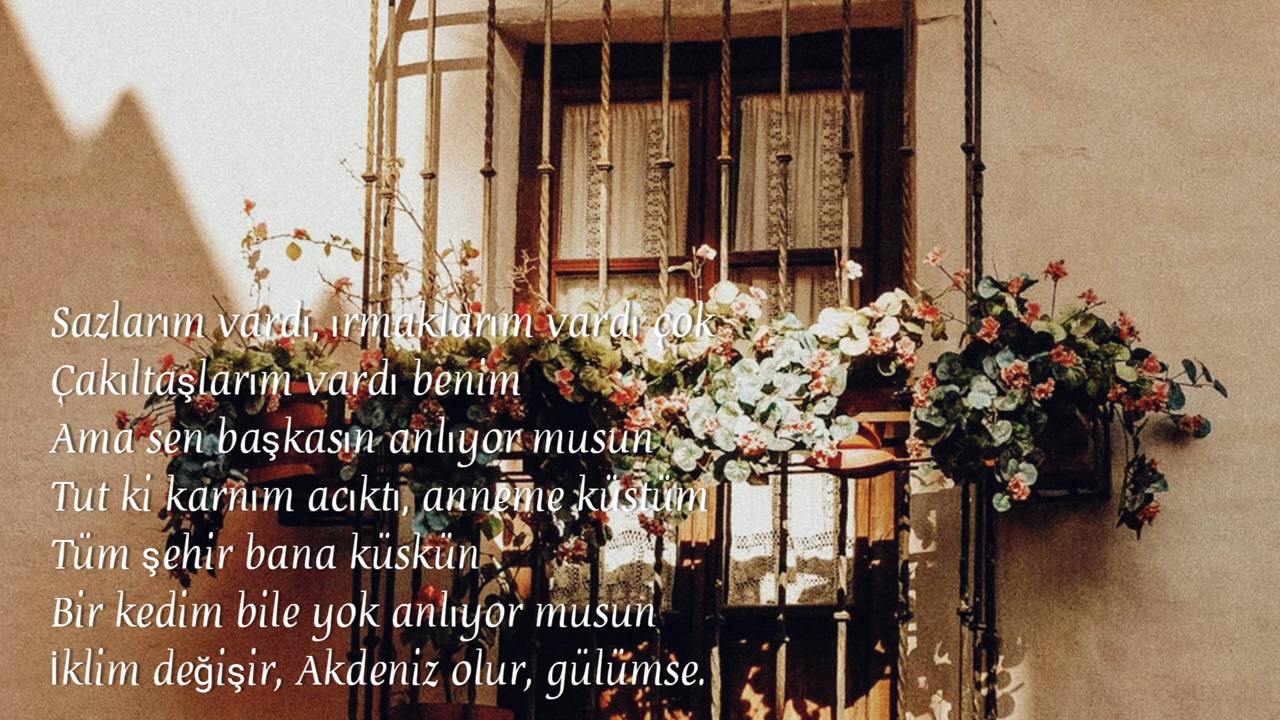 Sazlarım vardı, ırmaklarım vardı çok
Çakıltaşlarım vardı benim
Ama sen başkasın anlıyor musun
Tut ki karnım acıktı, anneme küstüm
Tüm şehir bana küskün
Bir kedim bile yok anlıyor musun
İklim değişir, Akdeniz olur, gülümse.